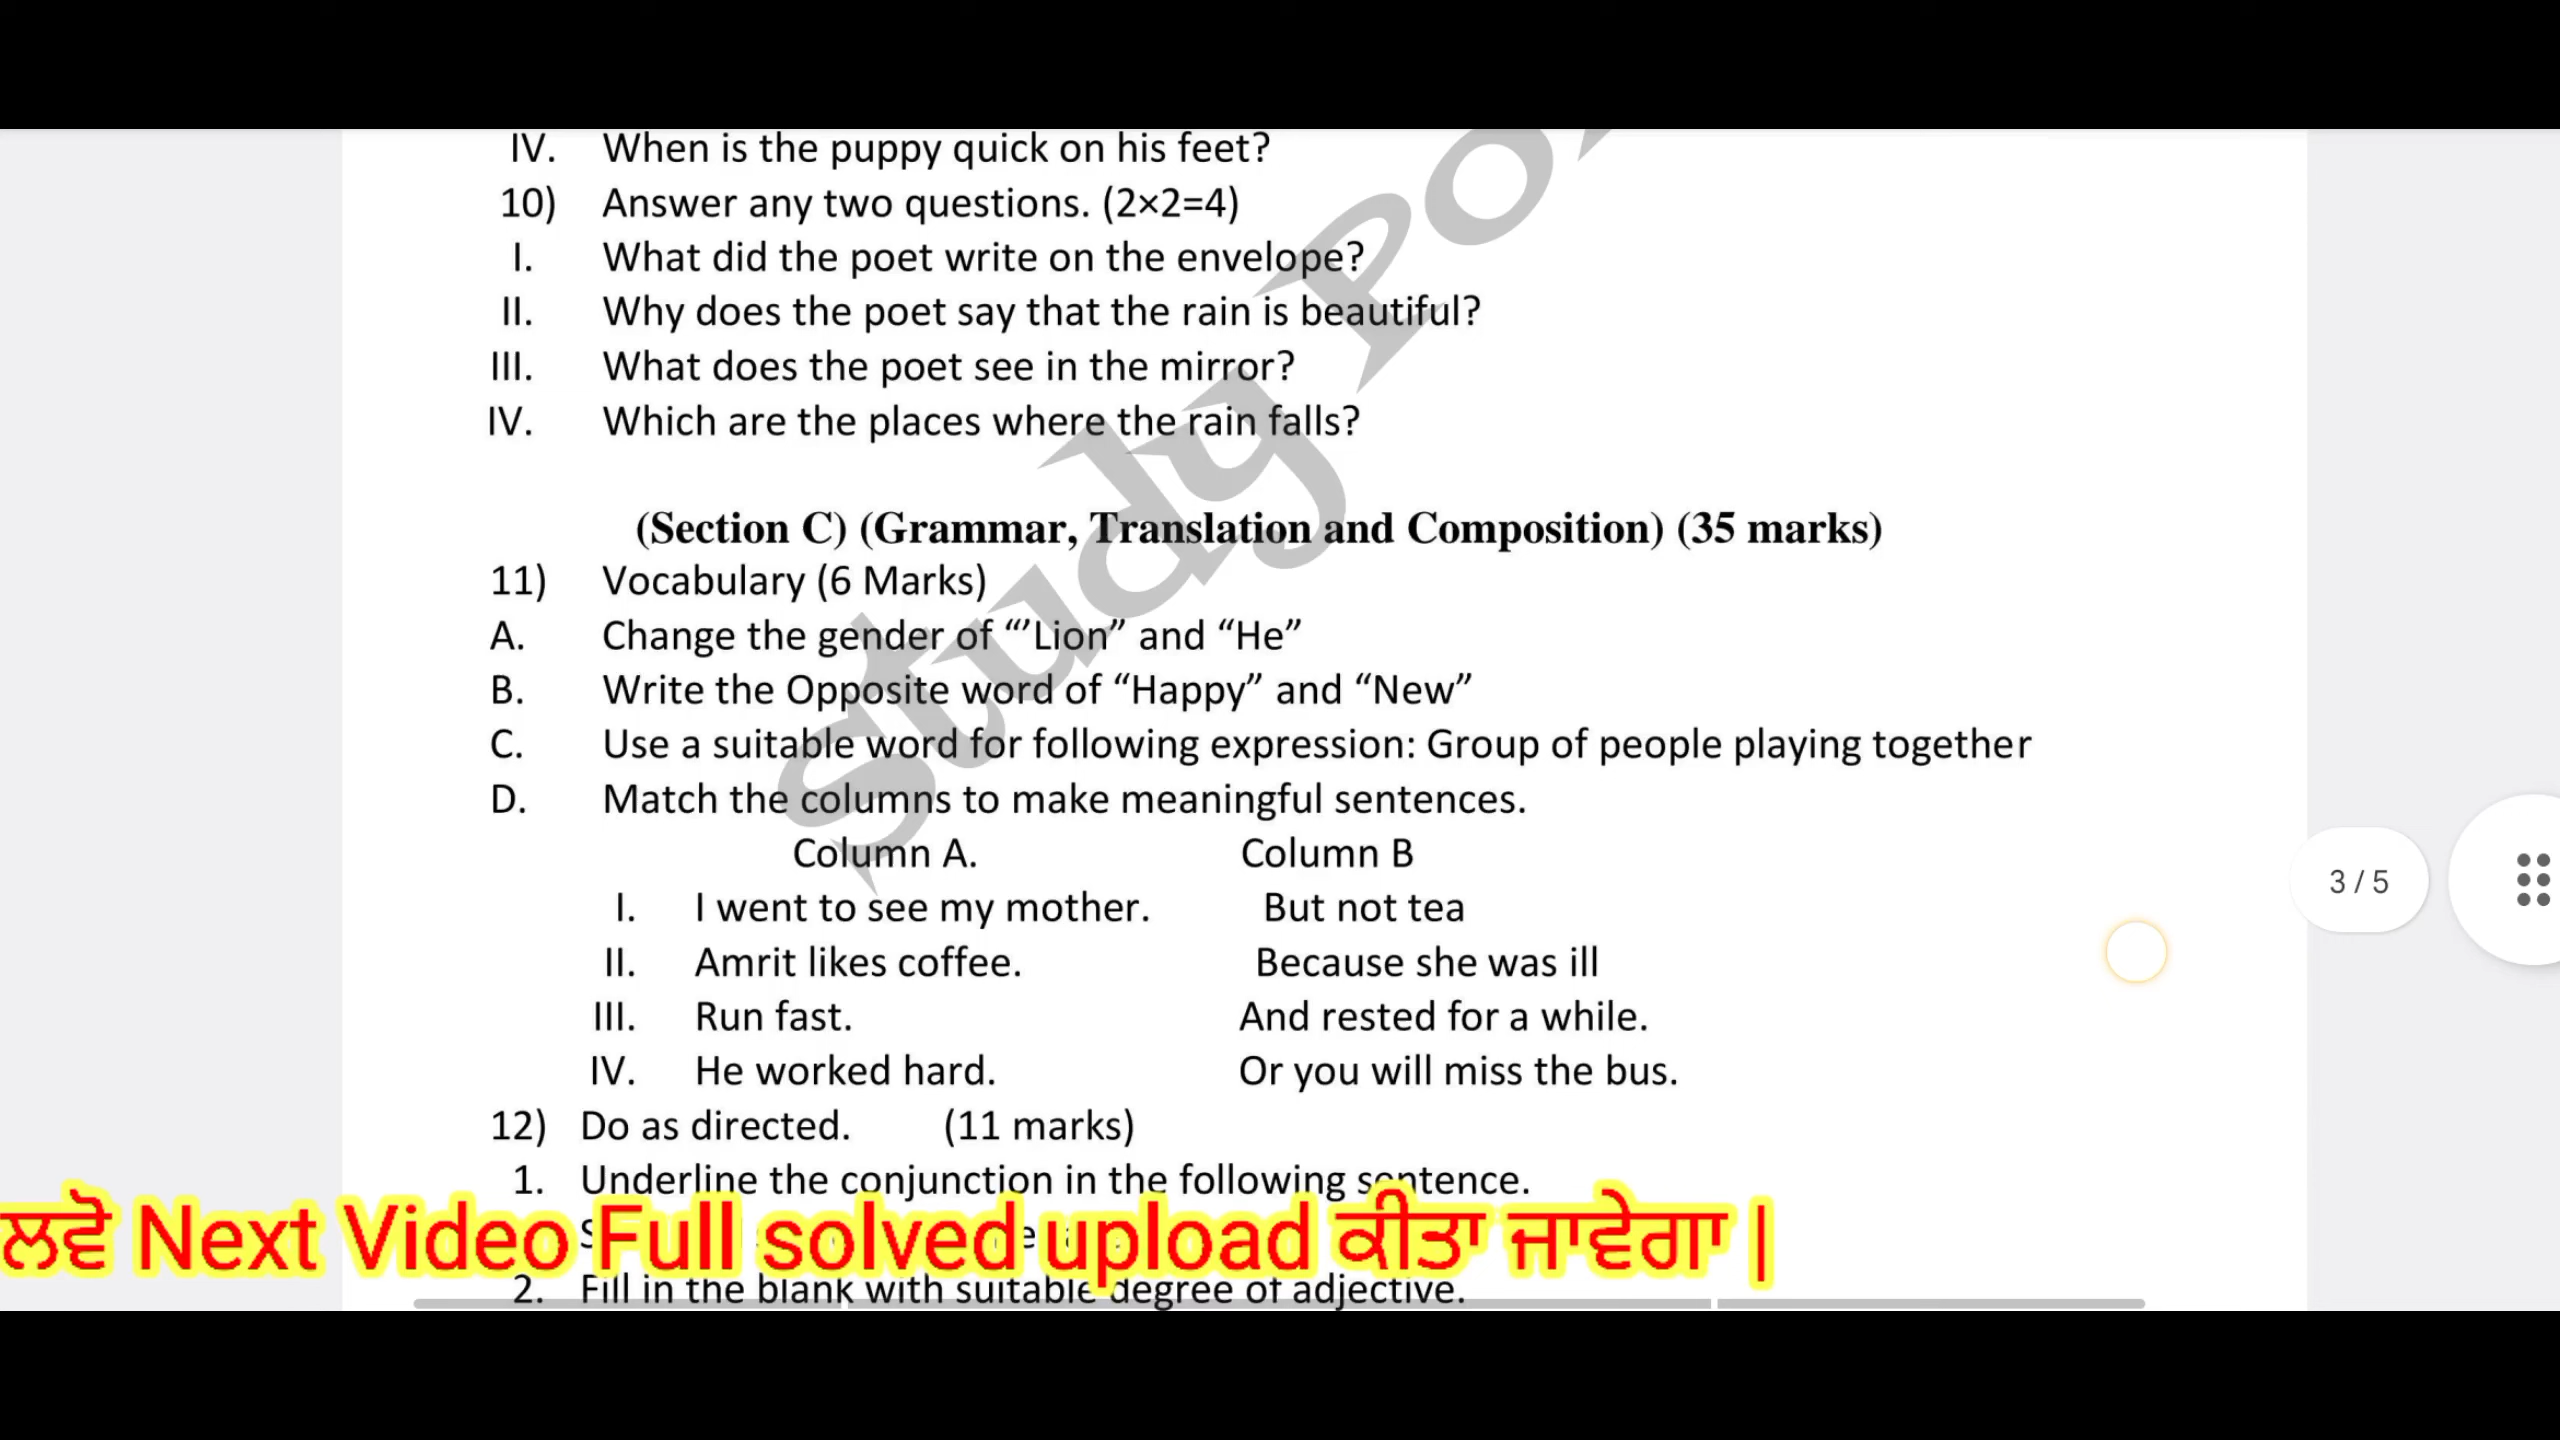 IV. When is the puppy quick on his feet?
10) Answer any two questions. (2×2=4)
I. What did the poet write on the envelope?
II. Why does the poet say that the rain is beautiful?
III. What does the poet see in the mirror?
IV. Which are the places where the rain falls?
(Section C) (Grammar, Translation and Composition) (35 marks)
11) Vocabulary (6 Marks)
A. Change the gender of “’Lion” and “He”
B. Write the Opposite word of “Happy” and “New”
C. Use a suitable word for following expression: Group of people playing together
D. Match the columns to make meaningful sentences.
Column A. Column B
I. I went to see my mother. But not tea
II. Amrit likes coffee. Because she was ill
III. Run fast. And rested for a while.
IV. He worked hard. Or you will miss the bus.
12) Do as directed. (11 marks)
1. Underline the conjunction in the following sentence.
ਲਵੋ Next Video Full solved upload ਕੀਤਾ ਜਾਵੇਗਾ |
2. Fill in the blank with suitable degree of adjective.
Study
3 / 5